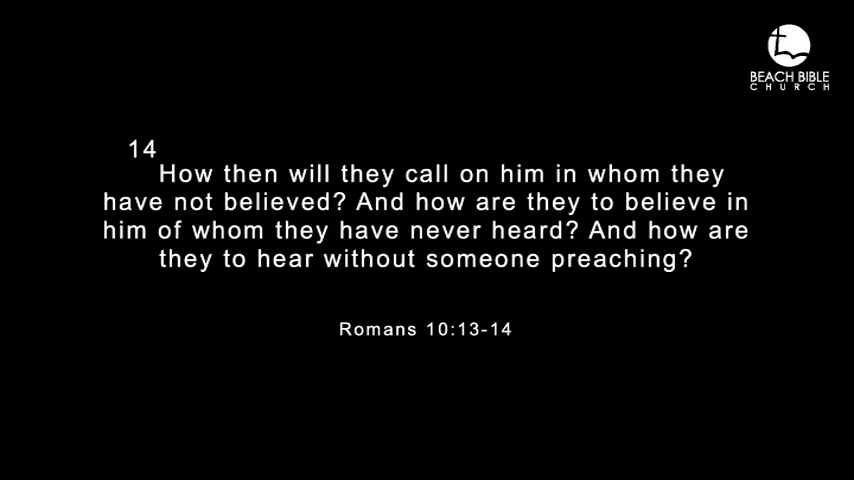 BEACH BIBLE
CHURCH
14
How then will they call on him in whom they
have not believed? And how are they to believe in
him of whom they have never heard? And how are
they to hear without someone preaching?
Romans 10:13-14